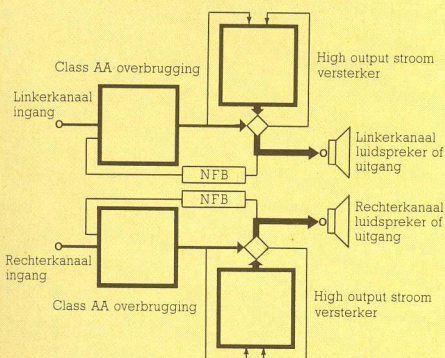 Class AA overbrugging
High output stroom
versterker
Linkerkanaal
ingang
Linkerkanaal
luidspreker of
uitgang
NFB
NFB
Rechterkanaal
luidspreker of
uitgang
Rechterkanaal
ingang
Class AA overbrugging
High output stroom
versterker